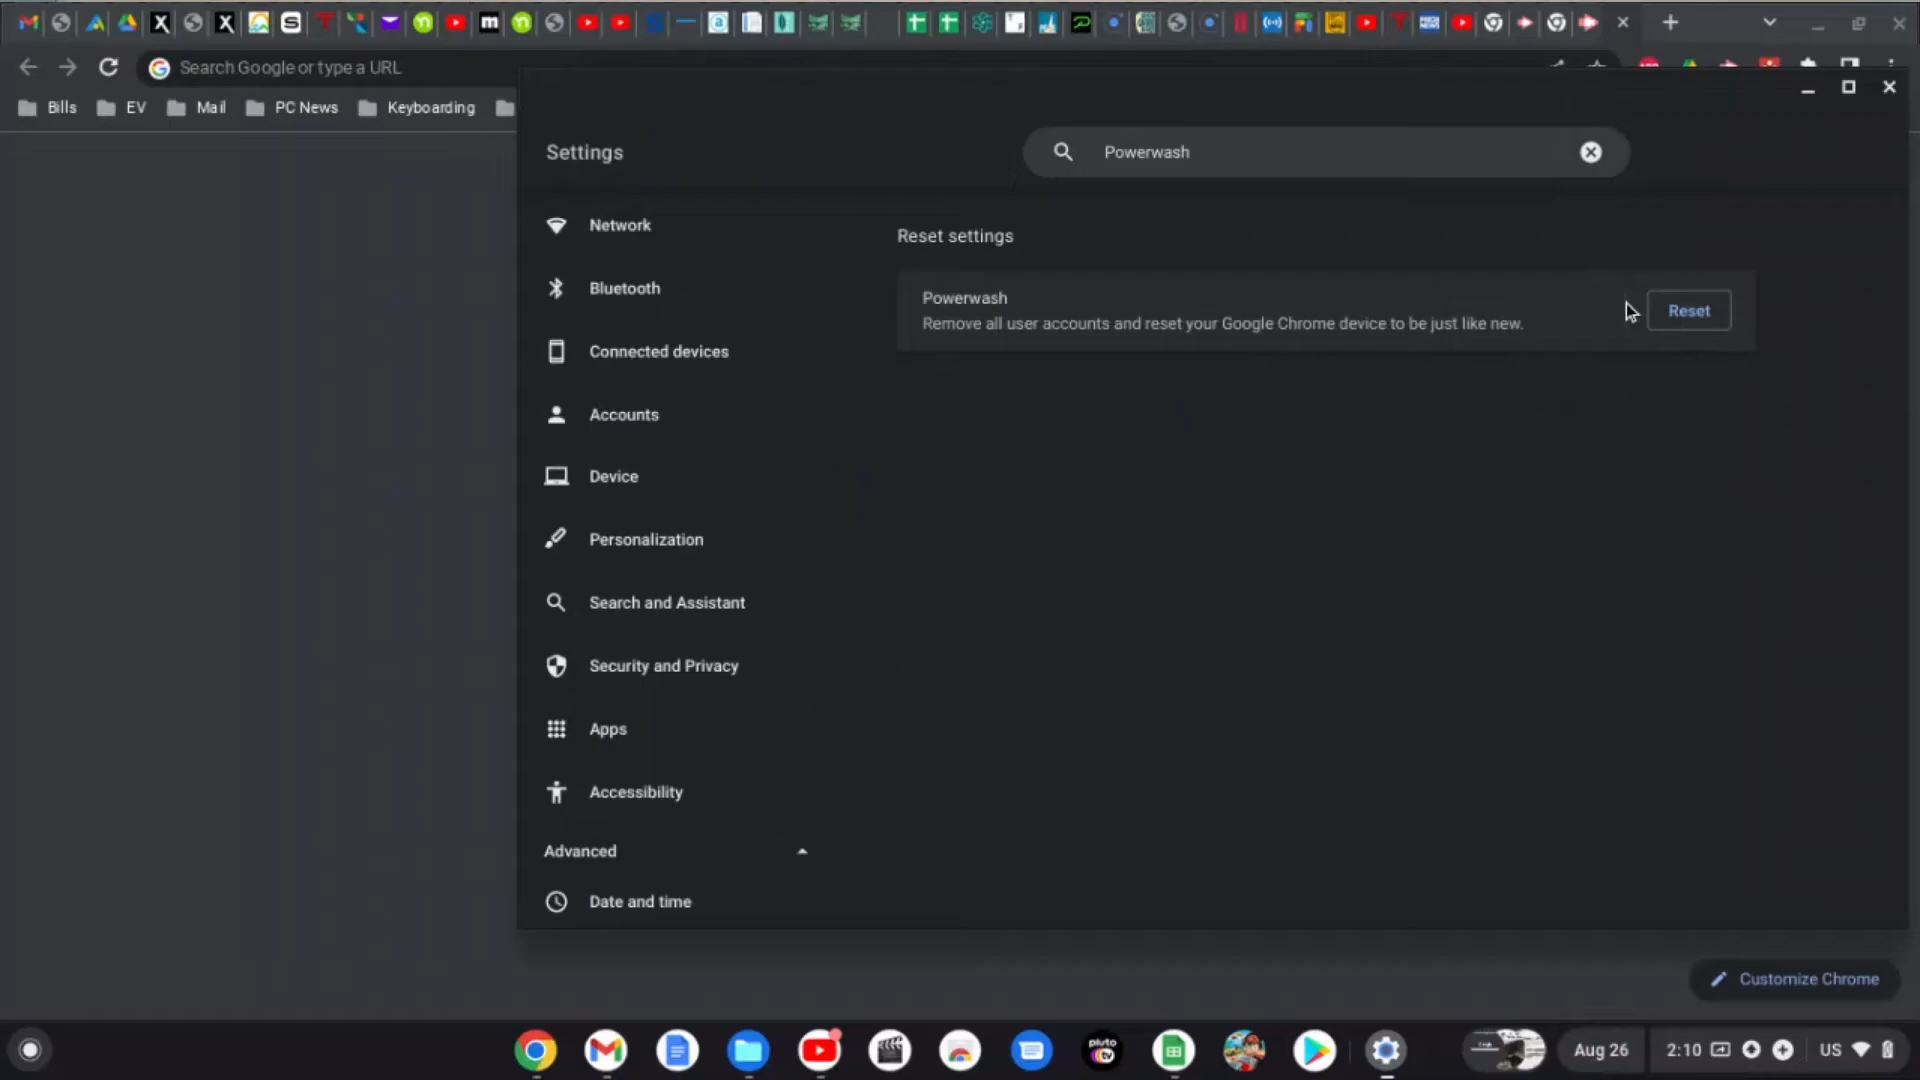 Search Google or type a URL
Bills
EV
Mail
PC News
Keyboarding
Settings
Powerwash
Network
Bluetooth
Connected devices
Accounts
Device
Personalization
Search and Assistant
Security and Privacy
Apps
Accessibility
Advanced
Date and time
Reset settings
Powerwash
Remove all user accounts and reset your Google Chrome device to be just like new.
Reset
Customize Chrome
pluto tv
Aug 26
2:10
US